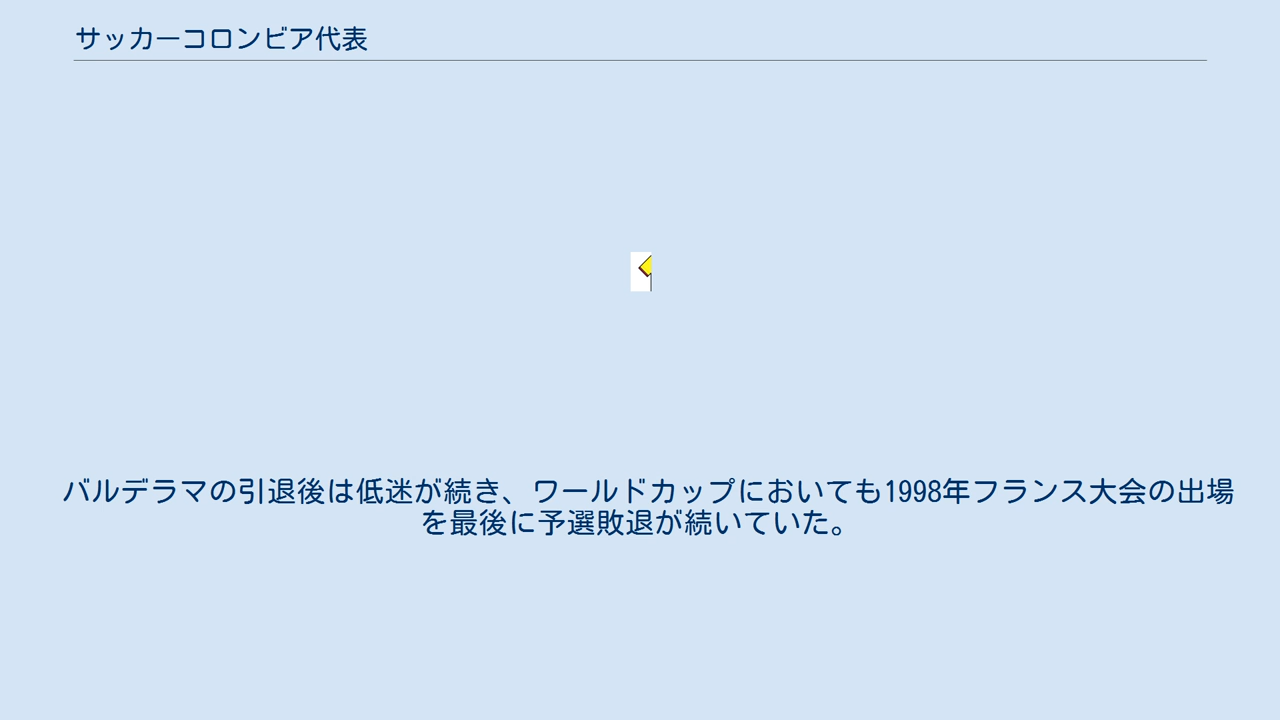 サッカーコロンビア代表
バルデラマの引退後は低迷が続き、ワールドカップにおいても1998年フランス大会の出場
を最後に予選敗退が続いていた。